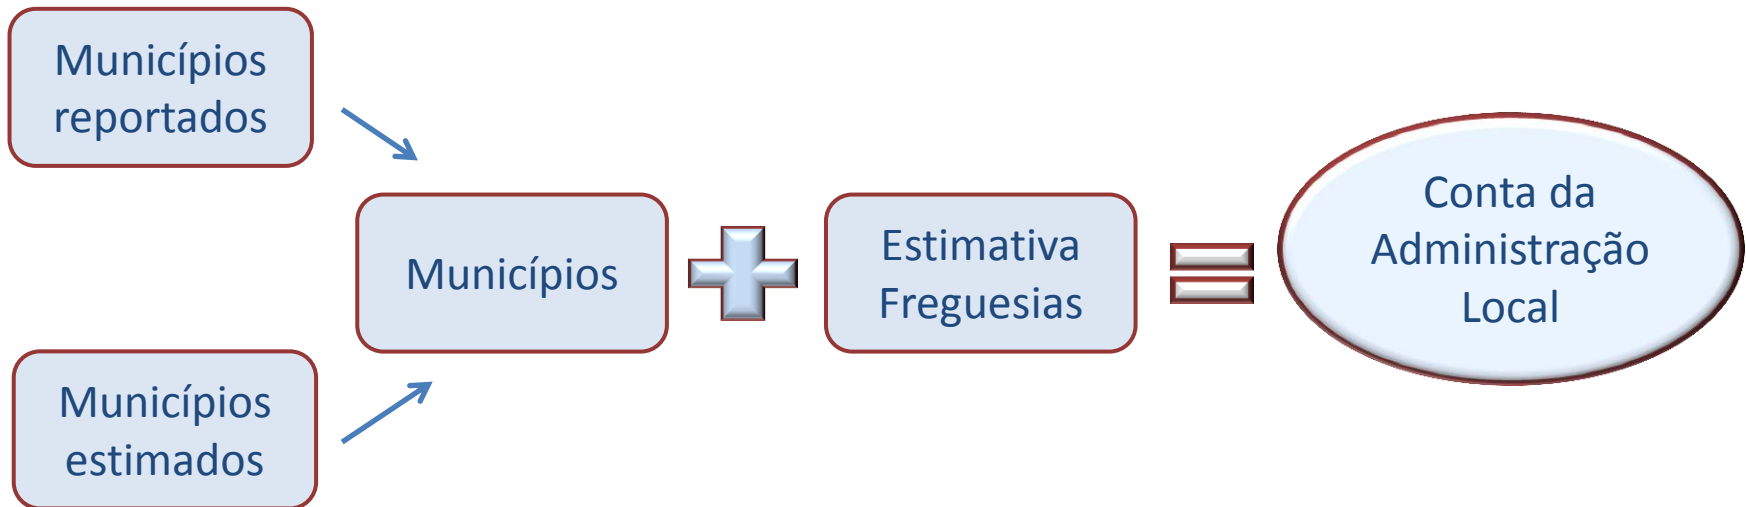 Municípios
reportados
Municípios
estimados
Municípios
Estimativa
Freguesias
Conta da
Administração
Local